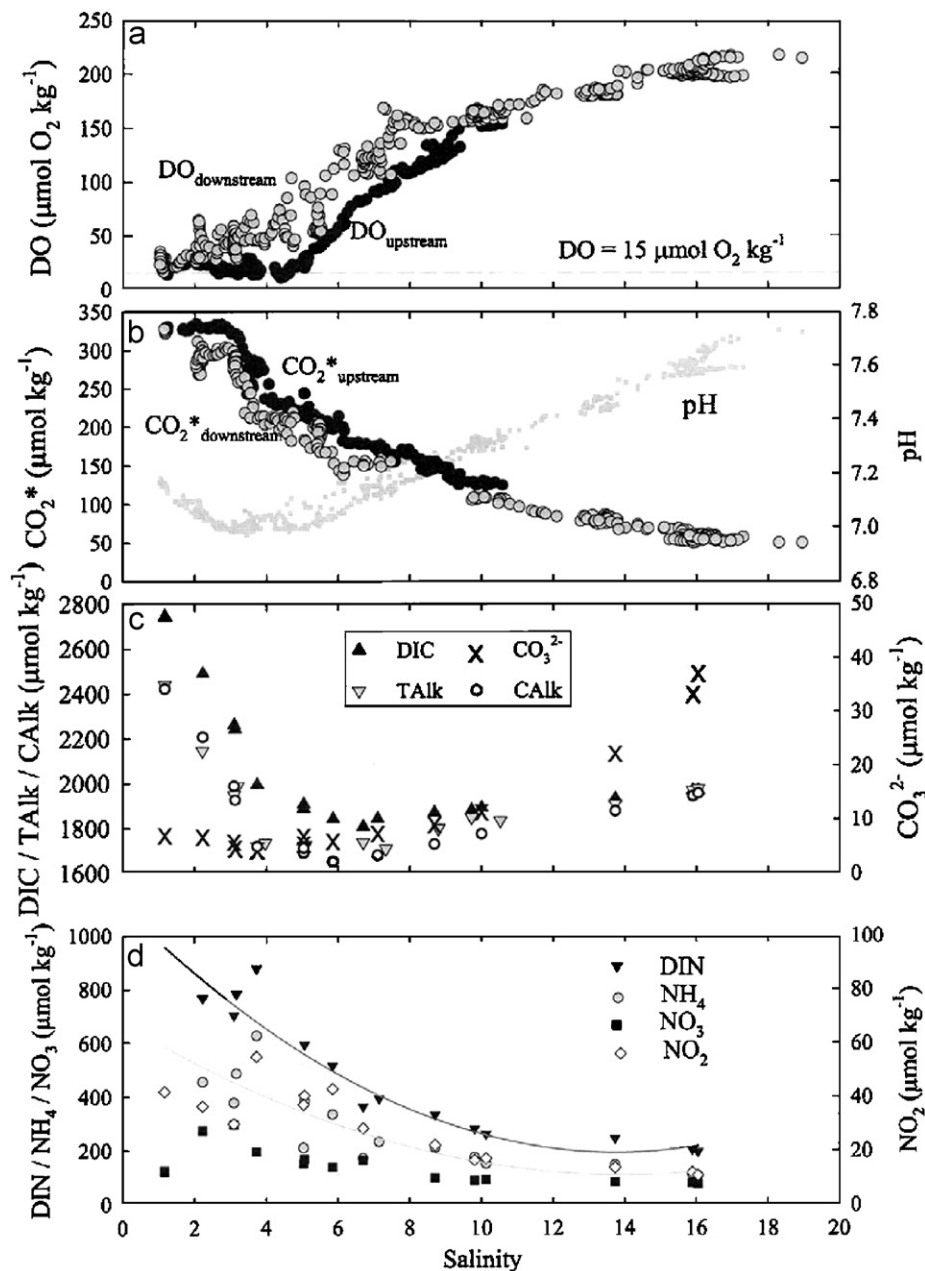 a
250
200
150
100
50
0
DO (μmol O₂ kg⁻¹)
DO downstream
DO upstream
DO = 15 μmol O₂ kg⁻¹
b
350
300
250
200
150
100
50
0
CO₂* (μmol kg⁻¹)
CO₂* upstream
CO₂* downstream
pH
7.8
7.6
7.4
7.2
7.0
6.8
pH
c
2800
2600
2400
2200
2000
1800
1600
DIC / TAlk / CAlk (μmol kg⁻¹)
DIC CO₃²⁻
TAlk CAlk
50
40
30
20
10
0
CO₃²⁻ (μmol kg⁻¹)
d
1000
800
600
400
200
0
DIN / NH₄ / NO₃ (μmol kg⁻¹)
DIN
NH₄
NO₃
NO₂
100
80
60
40
20
0
NO₂ (μmol kg⁻¹)
0 2 4 6 8 10 12 14 16 18 20
Salinity